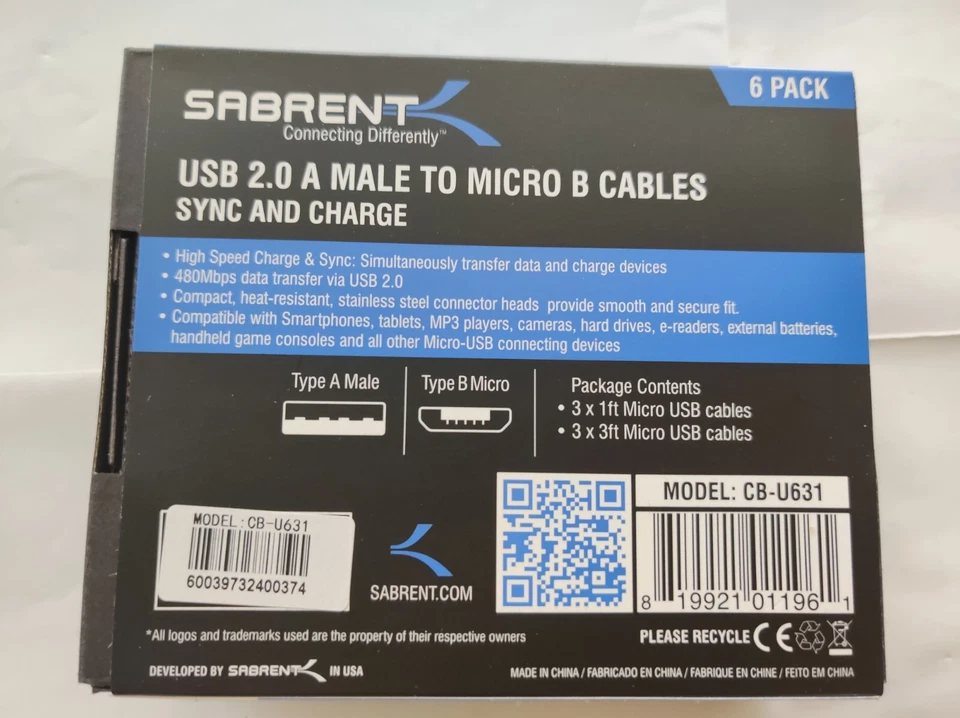 6 PACK
SABRENT
Connecting Differently™
USB 2.0 A MALE TO MICRO B CABLES
SYNC AND CHARGE
• High Speed Charge & Sync: Simultaneously transfer data and charge devices
• 480Mbps data transfer via USB 2.0
• Compact, heat-resistant, stainless steel connector heads provide smooth and secure fit.
• Compatible with Smartphones, tablets, MP3 players, cameras, hard drives, e-readers, external batteries,
handheld game consoles and all other Micro-USB connecting devices
Type A Male
Type B Micro
Package Contents
• 3 x 1ft Micro USB cables
• 3 x 3ft Micro USB cables
MODEL: CB-U631
60039732400374
SABRENT.COM
MODEL: CB-U631
8 19921 01196 1
*All logos and trademarks used are the property of their respective owners
PLEASE RECYCLE CE
DEVELOPED BY SABRENT IN USA
MADE IN CHINA / FABRICADO EN CHINA / FABRIQUE EN CHINE / FEITO EM CHINA